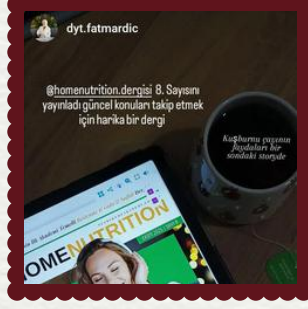 dyt.fatmardic
@homenutrition.dergisi 8. Sayısını
yayınladı güncel konuları takip etmek
için harika bir dergi
Kuşburnu çayının
faydaları bir
sondaki storyde
OMENUTRITION